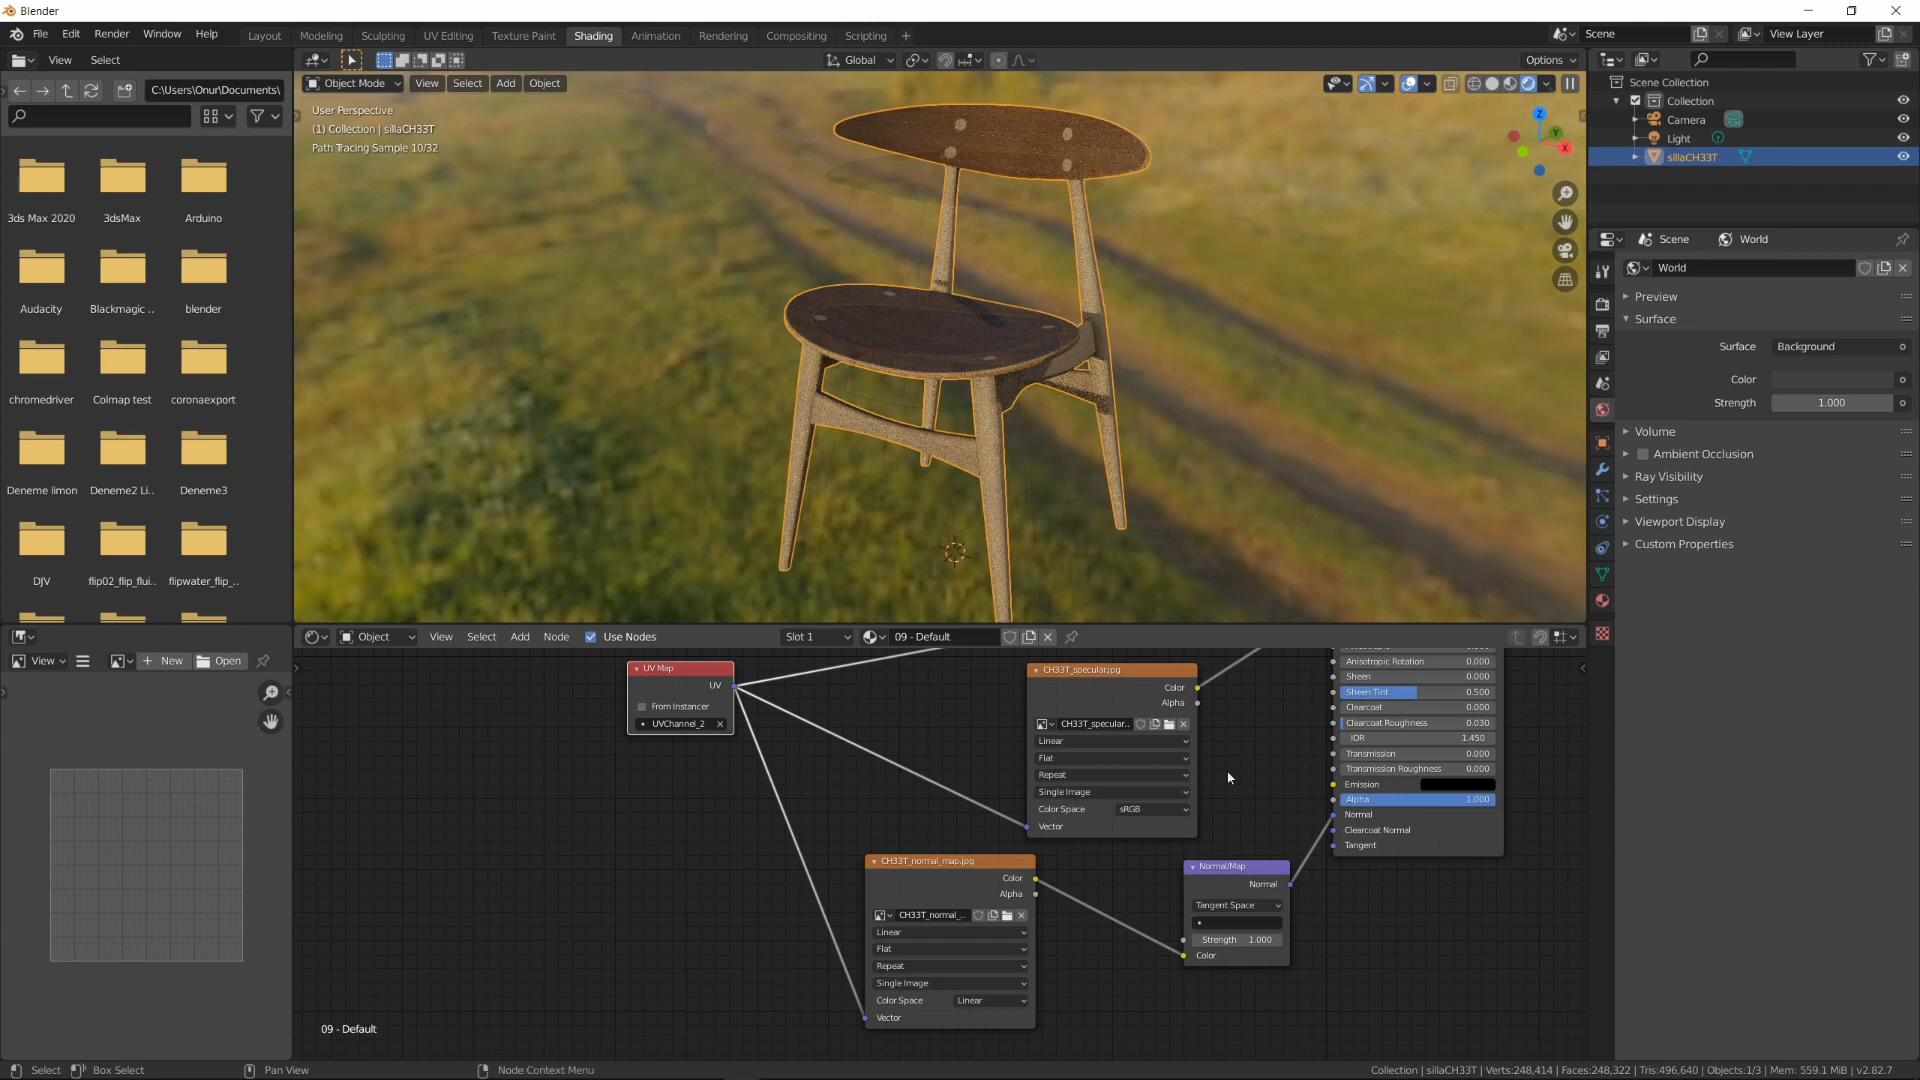 Blender
File Edit Render Window Help
Layout Modeling Sculpting UV Editing Texture Paint Shading Animation Rendering Compositing Scripting +
Scene
View Layer
View Select
Global
Options
C:\Users\Onur\Documents\
Object Mode View Select Add Object
User Perspective
(1) Collection | sillaCH33T
Path Tracing Sample 10/32
Z
Y
X
3ds Max 2020 3dsMax Arduino
Audacity Blackmagic .. blender
chromedriver Colmap test coronaexport
Deneme limon Deneme2 Li.. Deneme3
DJV flip02_flip_flui.. flipwater_flip_..
Scene Collection
Collection
Camera
Light
sillaCH33T
Scene World
World
Preview
Surface
Surface Background
Color
Strength 1.000
Volume
Ambient Occlusion
Ray Visibility
Settings
Viewport Display
Custom Properties
View New Open
Object View Select Add Node Use Nodes Slot 1 09 - Default
UV Map
UV
From Instancer
UVChannel_2
CH33T_specular.jpg
Color
Alpha
CH33T_specular..
Linear
Flat
Repeat
Single Image
Color Space sRGB
Vector
CH33T_normal_map.jpg
Color
Alpha
CH33T_normal_..
Linear
Flat
Repeat
Single Image
Color Space Linear
Vector
Normal/Map
Normal
Tangent Space
Strength 1.000
Color
Anisotropic Rotation 0.000
Sheen 0.000
Sheen Tint 0.500
Clearcoat 0.000
Clearcoat Roughness 0.030
IOR 1.450
Transmission 0.000
Transmission Roughness 0.000
Emission
Alpha 1.000
Normal
Clearcoat Normal
Tangent
09 - Default
Select Box Select Pan View Node Context Menu
Collection | sillaCH33T | Verts:248,414 | Faces:248,322 | Tris:496,640 | Objects:1/3 | Mem: 559.1 MiB | v2.82.7